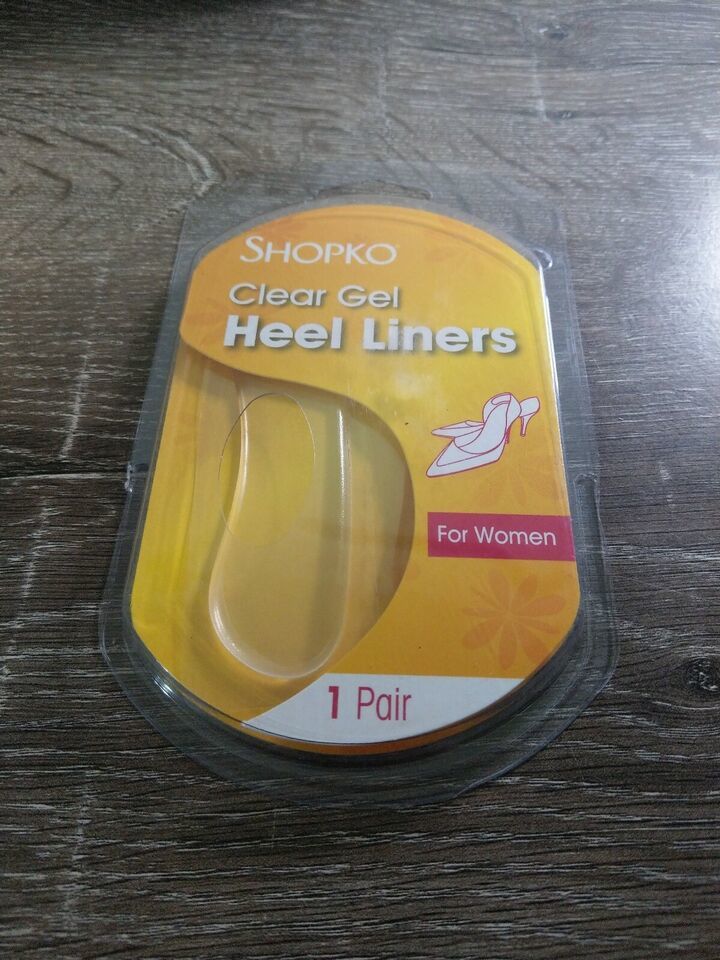 SHOPKO®
Clear Gel
Heel Liners
For Women
1 Pair